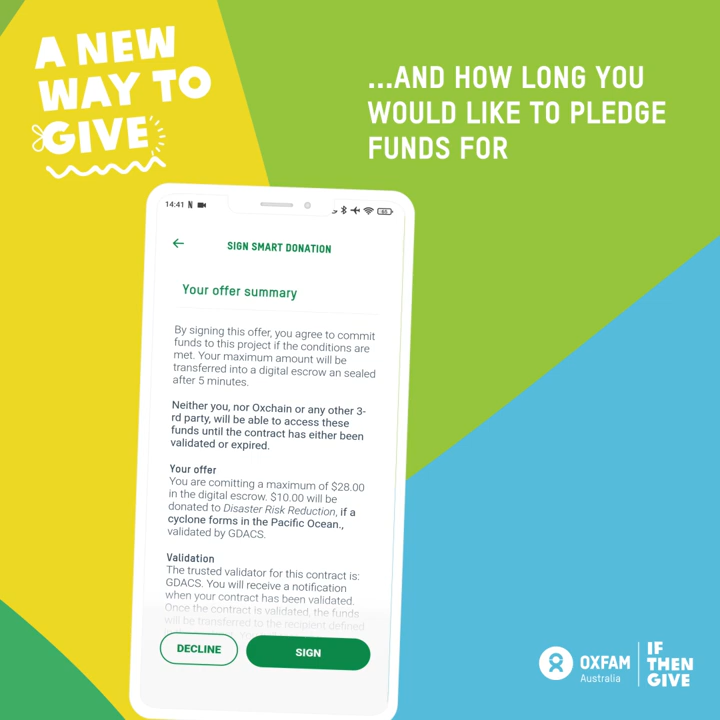 A NEW
WAY TO
GIVE
...AND HOW LONG YOU
WOULD LIKE TO PLEDGE
FUNDS FOR
14:41
60
SIGN SMART DONATION
Your offer summary
By signing this offer, you agree to commit
funds to this project if the conditions are
met. Your maximum amount will be
transferred into a digital escrow an sealed
after 5 minutes.
Neither you, nor Oxchain or any other 3-
rd party, will be able to access these
funds until the contract has either been
validated or expired.
Your offer
You are comitting a maximum of $28.00
in the digital escrow. $10.00 will be
donated to Disaster Risk Reduction, if a
cyclone forms in the Pacific Ocean.,
validated by GDACS.
Validation
The trusted validator for this contract is:
GDACS. You will receive a notification
when your contract has been validated.
Once the contract is validated, the funds
will be transferred to the recipient defined
DECLINE
SIGN
OXFAM
Australia
IF
THEN
GIVE